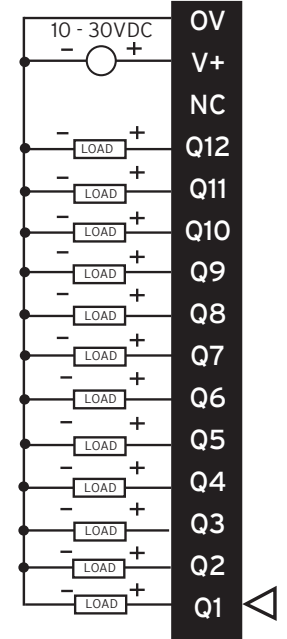 10 - 30VDC 0V
- + V+
NC
- LOAD + Q12
- LOAD + Q11
- LOAD + Q10
- LOAD + Q9
- LOAD + Q8
- LOAD + Q7
- LOAD + Q6
- LOAD + Q5
- LOAD + Q4
- LOAD + Q3
- LOAD + Q2
- LOAD + Q1